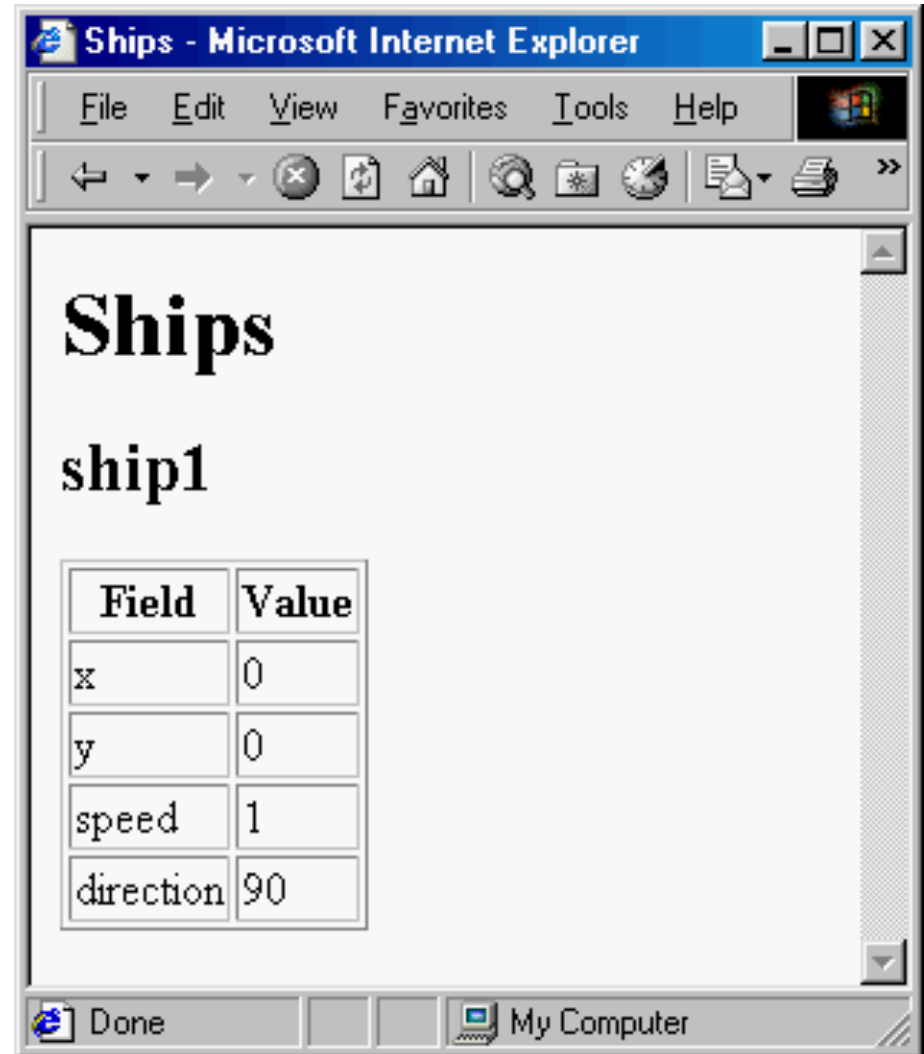 Ships - Microsoft Internet Explorer
File Edit View Favorites Tools Help
Ships
ship1
Field Value
x 0
y 0
speed 1
direction 90
Done My Computer